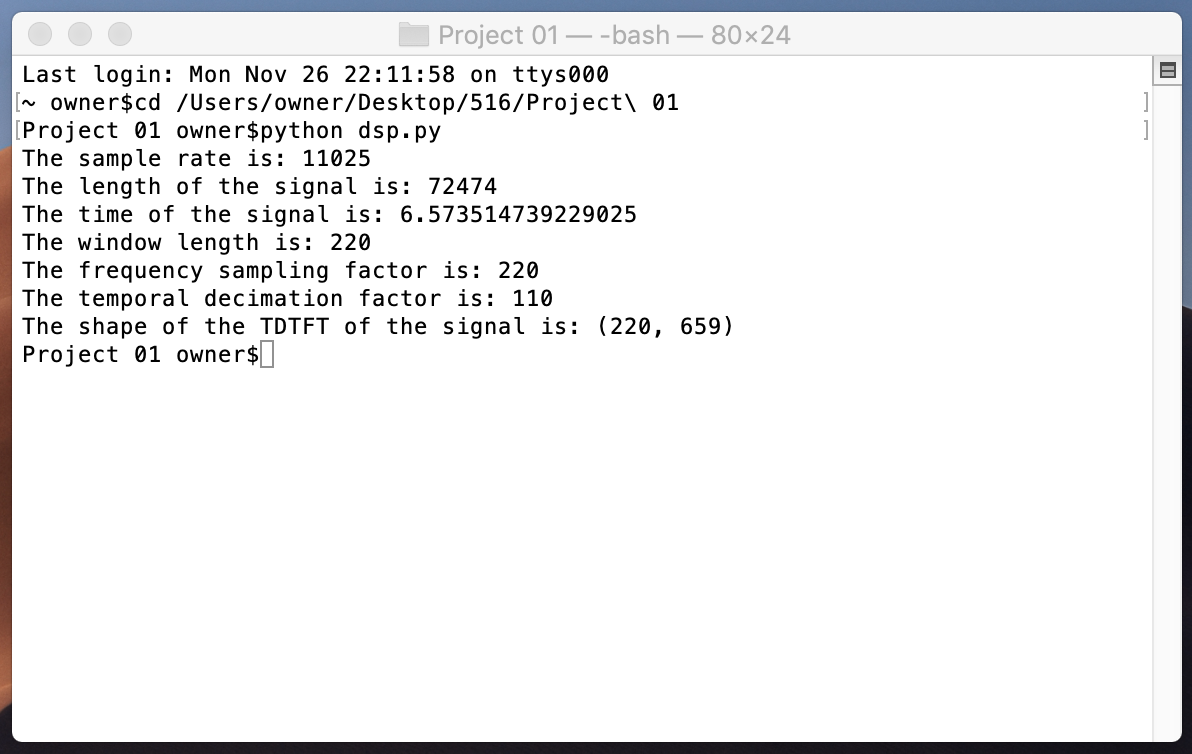 Project 01 — -bash — 80×24
Last login: Mon Nov 26 22:11:58 on ttys000
[~ owner$cd /Users/owner/Desktop/516/Project\ 01 ]
[Project 01 owner$python dsp.py ]
The sample rate is: 11025
The length of the signal is: 72474
The time of the signal is: 6.573514739229025
The window length is: 220
The frequency sampling factor is: 220
The temporal decimation factor is: 110
The shape of the TDTFT of the signal is: (220, 659)
Project 01 owner$